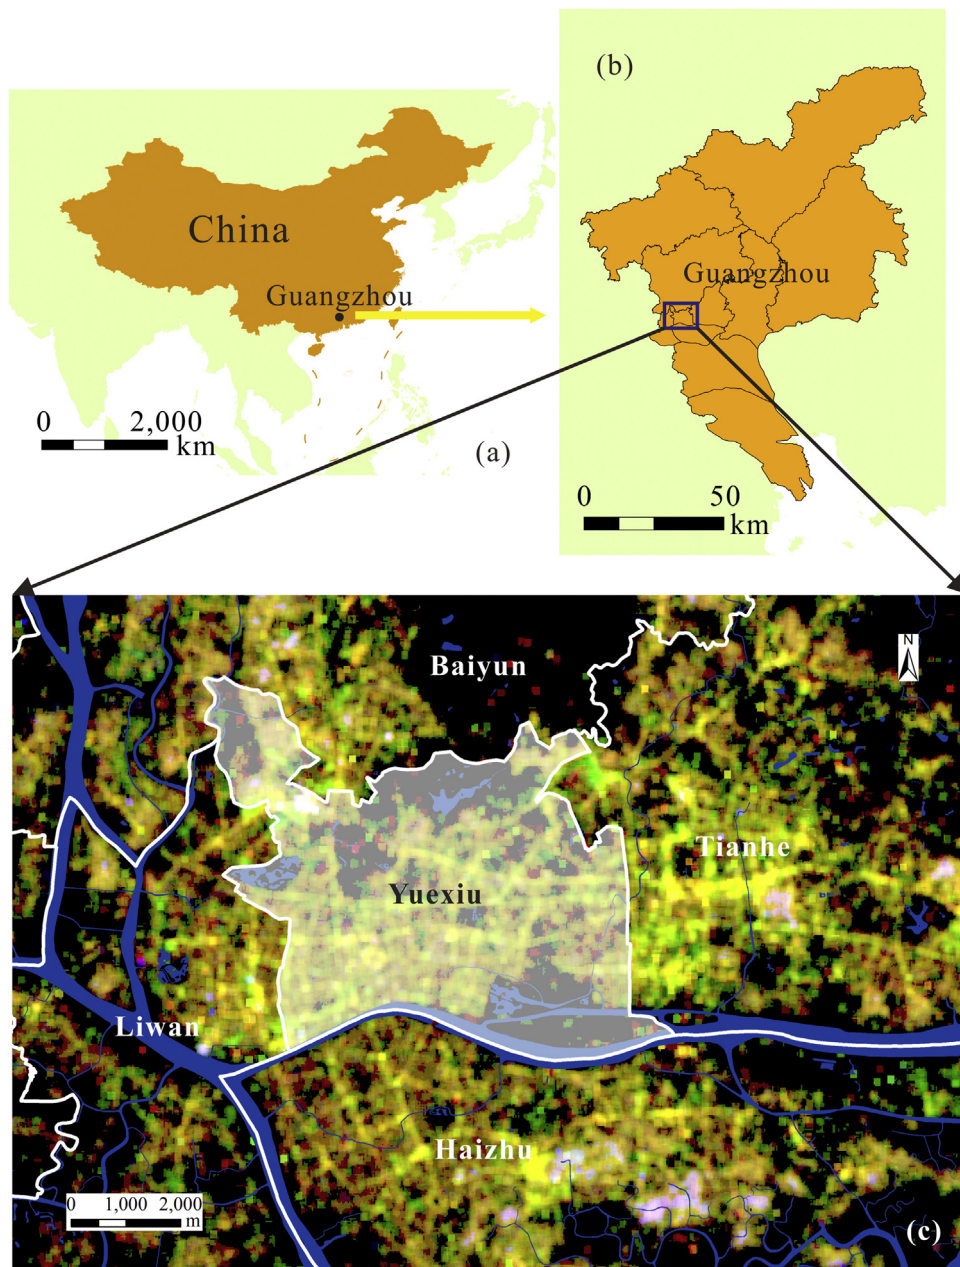 (b)
China
Guangzhou
Guangzhou
0 2,000
km
(a)
0 50
km
N
Baiyun
Tianhe
Yuexiu
Liwan
Haizhu
0 1,000 2,000
m
(c)